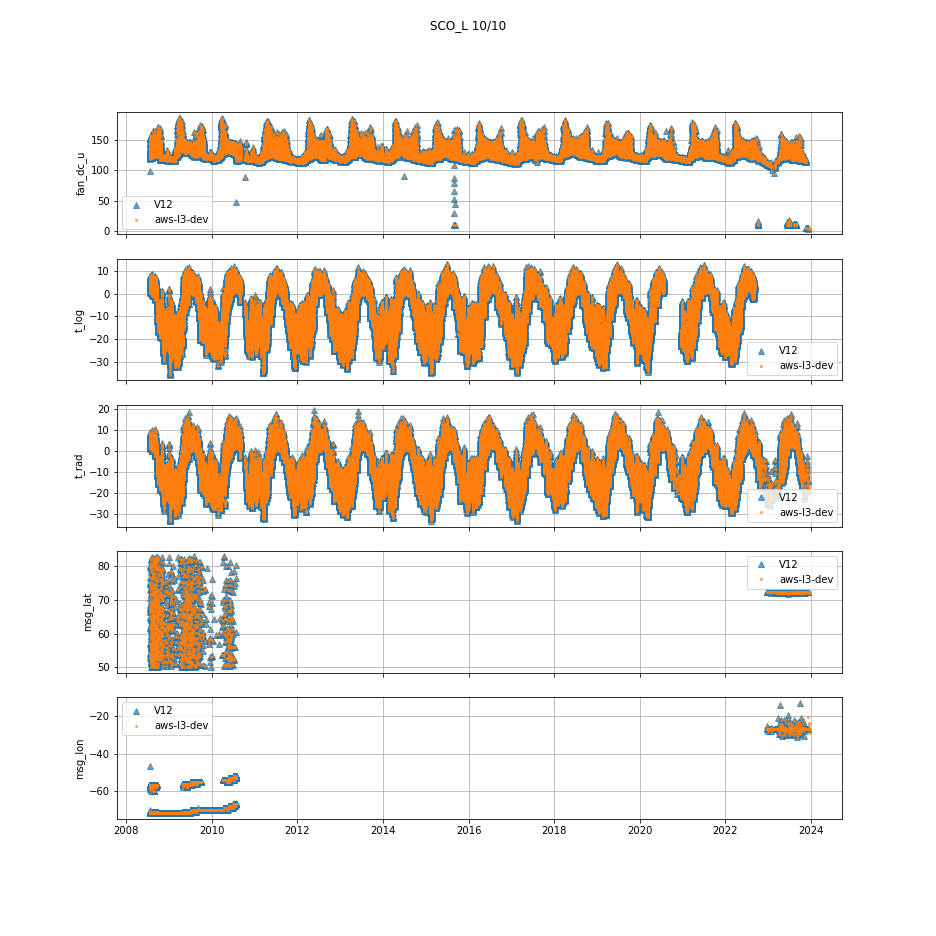 SCO_L 10/10
fan_dc_u
150
100
50
0
V12
aws-l3-dev
t_log
10
0
−10
−20
−30
V12
aws-l3-dev
t_rad
20
10
0
−10
−20
−30
V12
aws-l3-dev
msg_lat
80
70
60
50
V12
aws-l3-dev
msg_lon
−20
−40
−60
V12
aws-l3-dev
2008 2010 2012 2014 2016 2018 2020 2022 2024